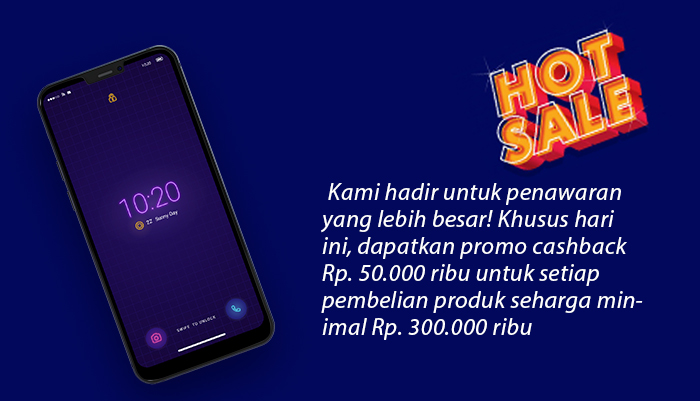 HOT
SALE
10:20
Sunny Day
SWIPE TO UNLOCK
Kami hadir untuk penawaran
yang lebih besar! Khusus hari
ini, dapatkan promo cashback
Rp. 50.000 ribu untuk setiap
pembelian produk seharga min-
imal Rp. 300.000 ribu